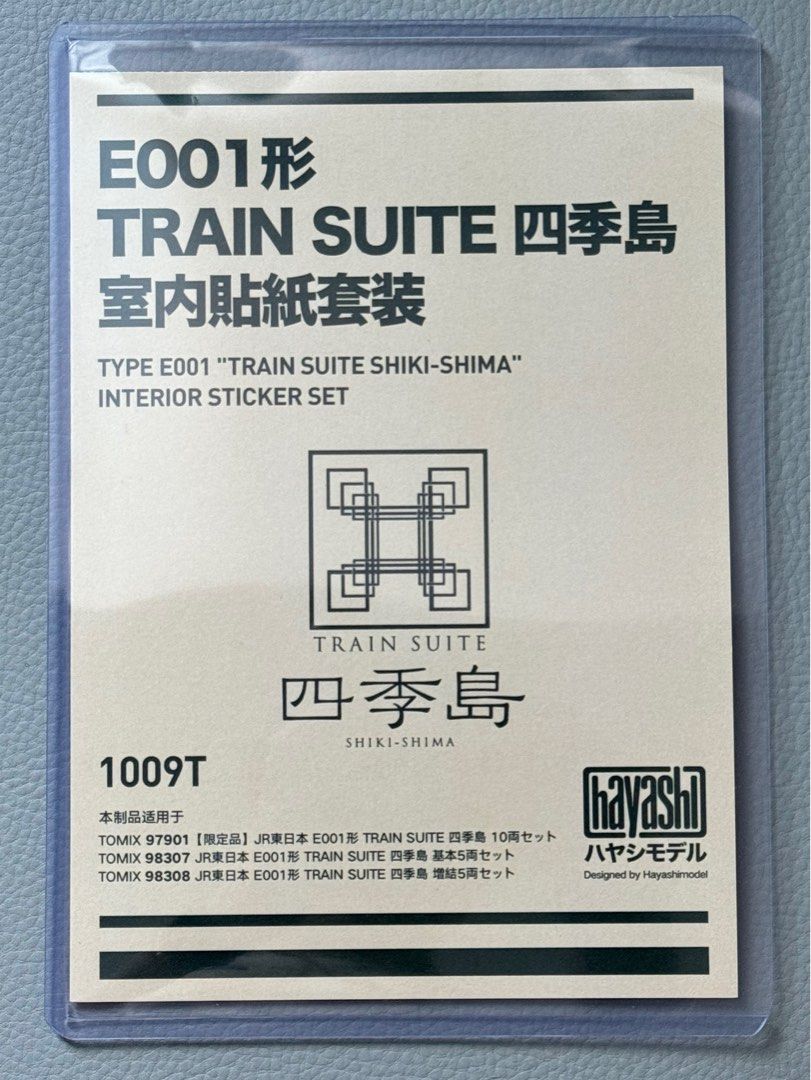 E001形
TRAIN SUITE 四季島
室内貼紙套装
TYPE E001 "TRAIN SUITE SHIKI-SHIMA"
INTERIOR STICKER SET
TRAIN SUITE
四季島
SHIKI-SHIMA
1009T
本制品适用于
TOMIX 97901【限定品】JR東日本 E001形 TRAIN SUITE 四季島 10両セット
TOMIX 98307 JR東日本 E001形 TRAIN SUITE 四季島 基本5両セット
TOMIX 98308 JR東日本 E001形 TRAIN SUITE 四季島 増結5両セット
hayashi
ハヤシモデル
Designed by Hayashimodel